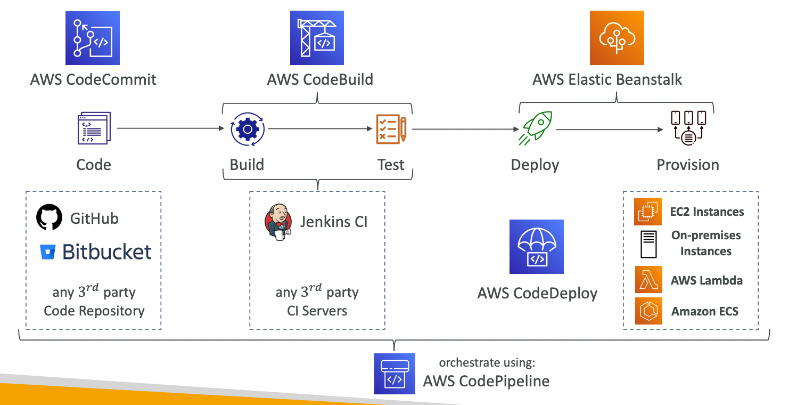 AWS CodeCommit
AWS CodeBuild
AWS Elastic Beanstalk
Code
Build
Test
Deploy
Provision
GitHub
Bitbucket
any 3rd party
Code Repository
Jenkins CI
any 3rd party
CI Servers
AWS CodeDeploy
EC2 Instances
On-premises
Instances
AWS Lambda
Amazon ECS
orchestrate using:
AWS CodePipeline